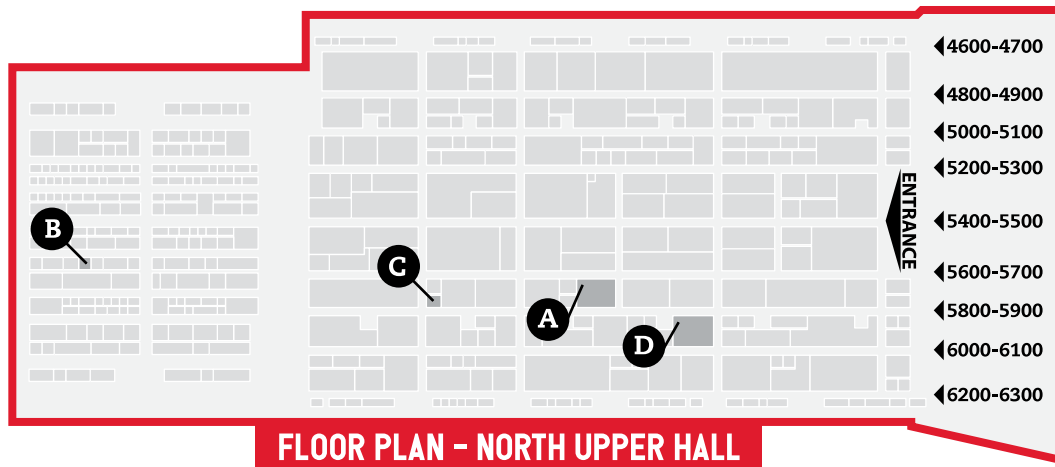 4600-4700
4800-4900
5000-5100
5200-5300
ENTRANCE
B
5400-5500
C
5600-5700
A
5800-5900
D
6000-6100
6200-6300
FLOOR PLAN - NORTH UPPER HALL